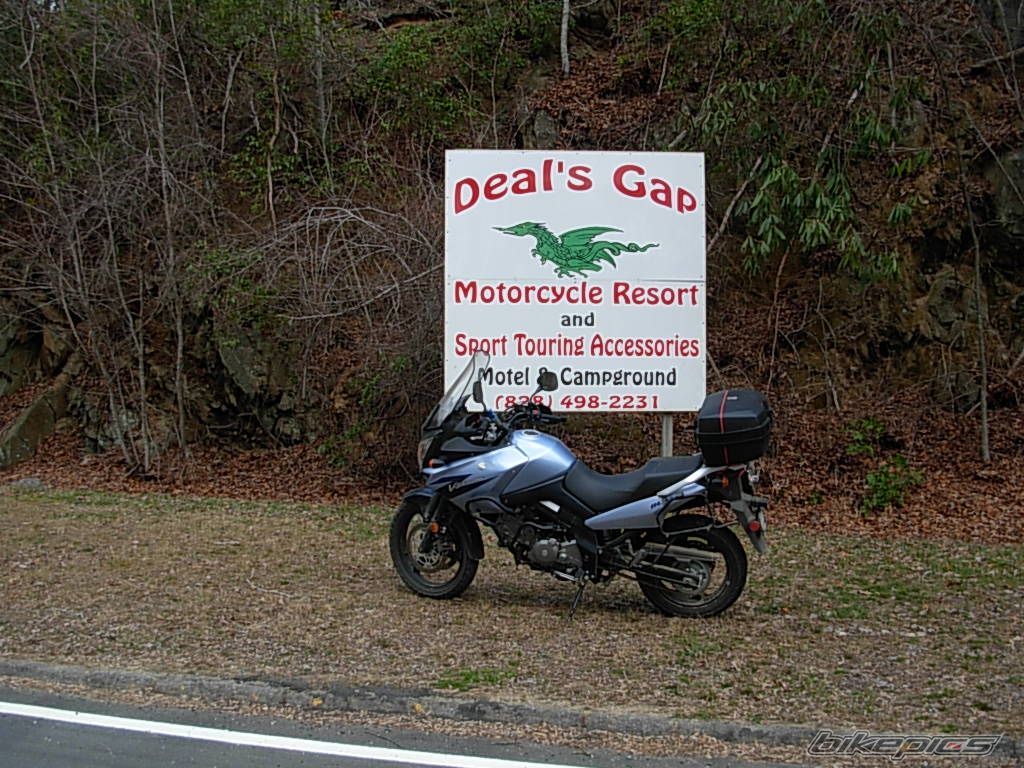 Deal's Gap
Motorcycle Resort
and
Sport Touring Accessories
Motel & Campground
(828) 498-2231
bikepics